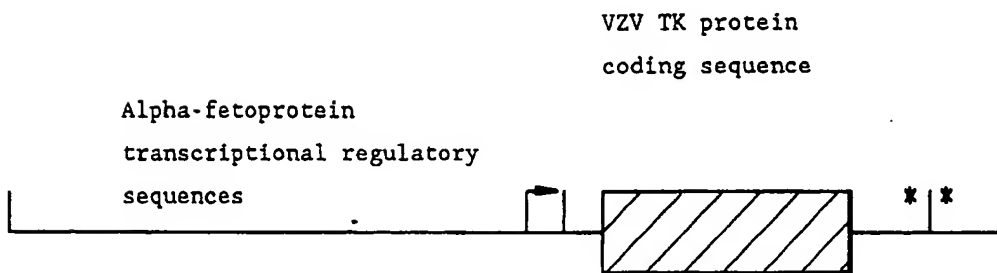 VZV TK protein
coding sequence
Alpha-fetoprotein
transcriptional regulatory
sequences
* *